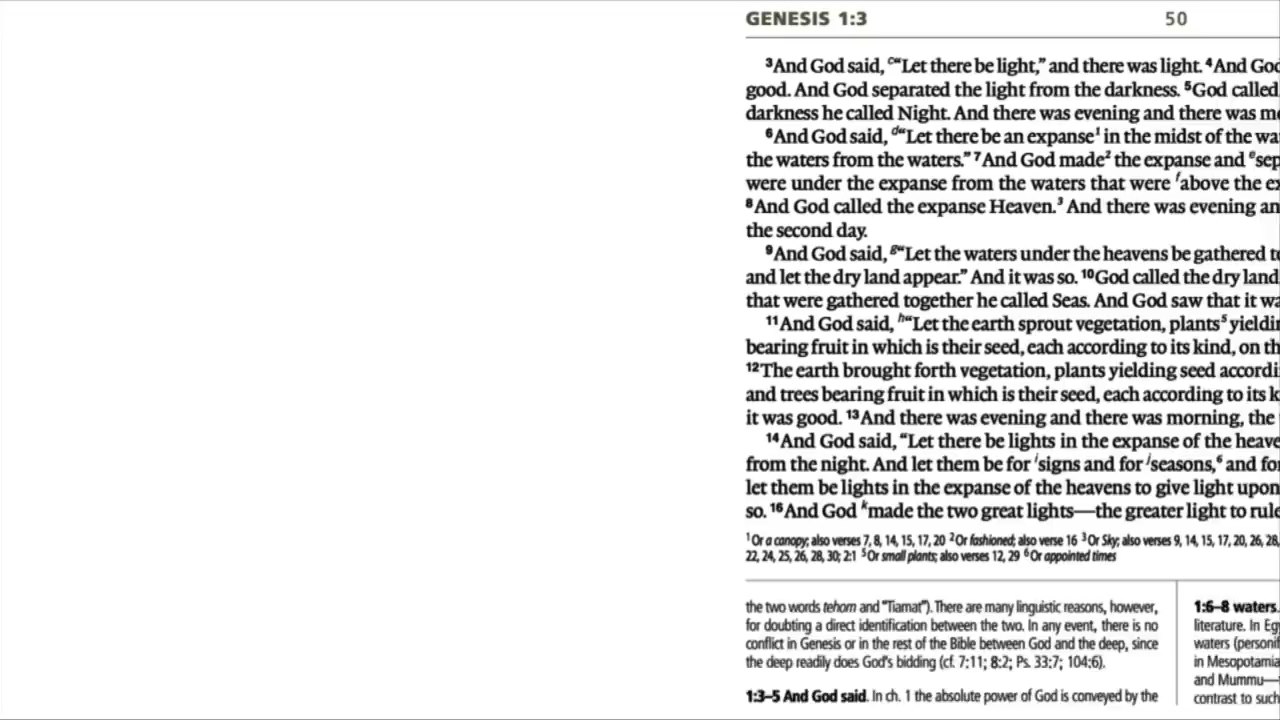 GENESIS 1:3 50
³And God said, ᶜ“Let there be light,” and there was light. ⁴And God
good. And God separated the light from the darkness. ⁵God called
darkness he called Night. And there was evening and there was mo
⁶And God said, ᵈ“Let there be an expanse¹ in the midst of the wa
the waters from the waters.” ⁷And God made² the expanse and ᵉsep
were under the expanse from the waters that were ᶠabove the ex
⁸And God called the expanse Heaven.³ And there was evening an
the second day.
⁹And God said, ᵍ“Let the waters under the heavens be gathered to
and let the dry land appear.” And it was so. ¹⁰God called the dry land
that were gathered together he called Seas. And God saw that it wa
¹¹And God said, ʰ“Let the earth sprout vegetation, plants⁵ yieldin
bearing fruit in which is their seed, each according to its kind, on th
¹²The earth brought forth vegetation, plants yielding seed accordi
and trees bearing fruit in which is their seed, each according to its k
it was good. ¹³And there was evening and there was morning, the
¹⁴And God said, “Let there be lights in the expanse of the heave
from the night. And let them be for ⁱsigns and for ʲseasons,⁶ and for
let them be lights in the expanse of the heavens to give light upon
so. ¹⁶And God ᵏmade the two great lights—the greater light to rule
¹Or a canopy; also verses 7, 8, 14, 15, 17, 20 ²Or fashioned; also verse 16 ³Or Sky; also verses 9, 14, 15, 17, 20, 26, 28,
22, 24, 25, 26, 28, 30; 2:1 ⁵Or small plants; also verses 12, 29 ⁶Or appointed times
the two words tehom and “Tiamat”). There are many linguistic reasons, however,
for doubting a direct identification between the two. In any event, there is no
conflict in Genesis or in the rest of the Bible between God and the deep, since
the deep readily does God's bidding (cf. 7:11; 8:2; Ps. 33:7; 104:6).
1:3–5 And God said. In ch. 1 the absolute power of God is conveyed by the
1:6–8 waters.
literature. In Eg
waters (personif
in Mesopotamia
and Mummu—
contrast to such